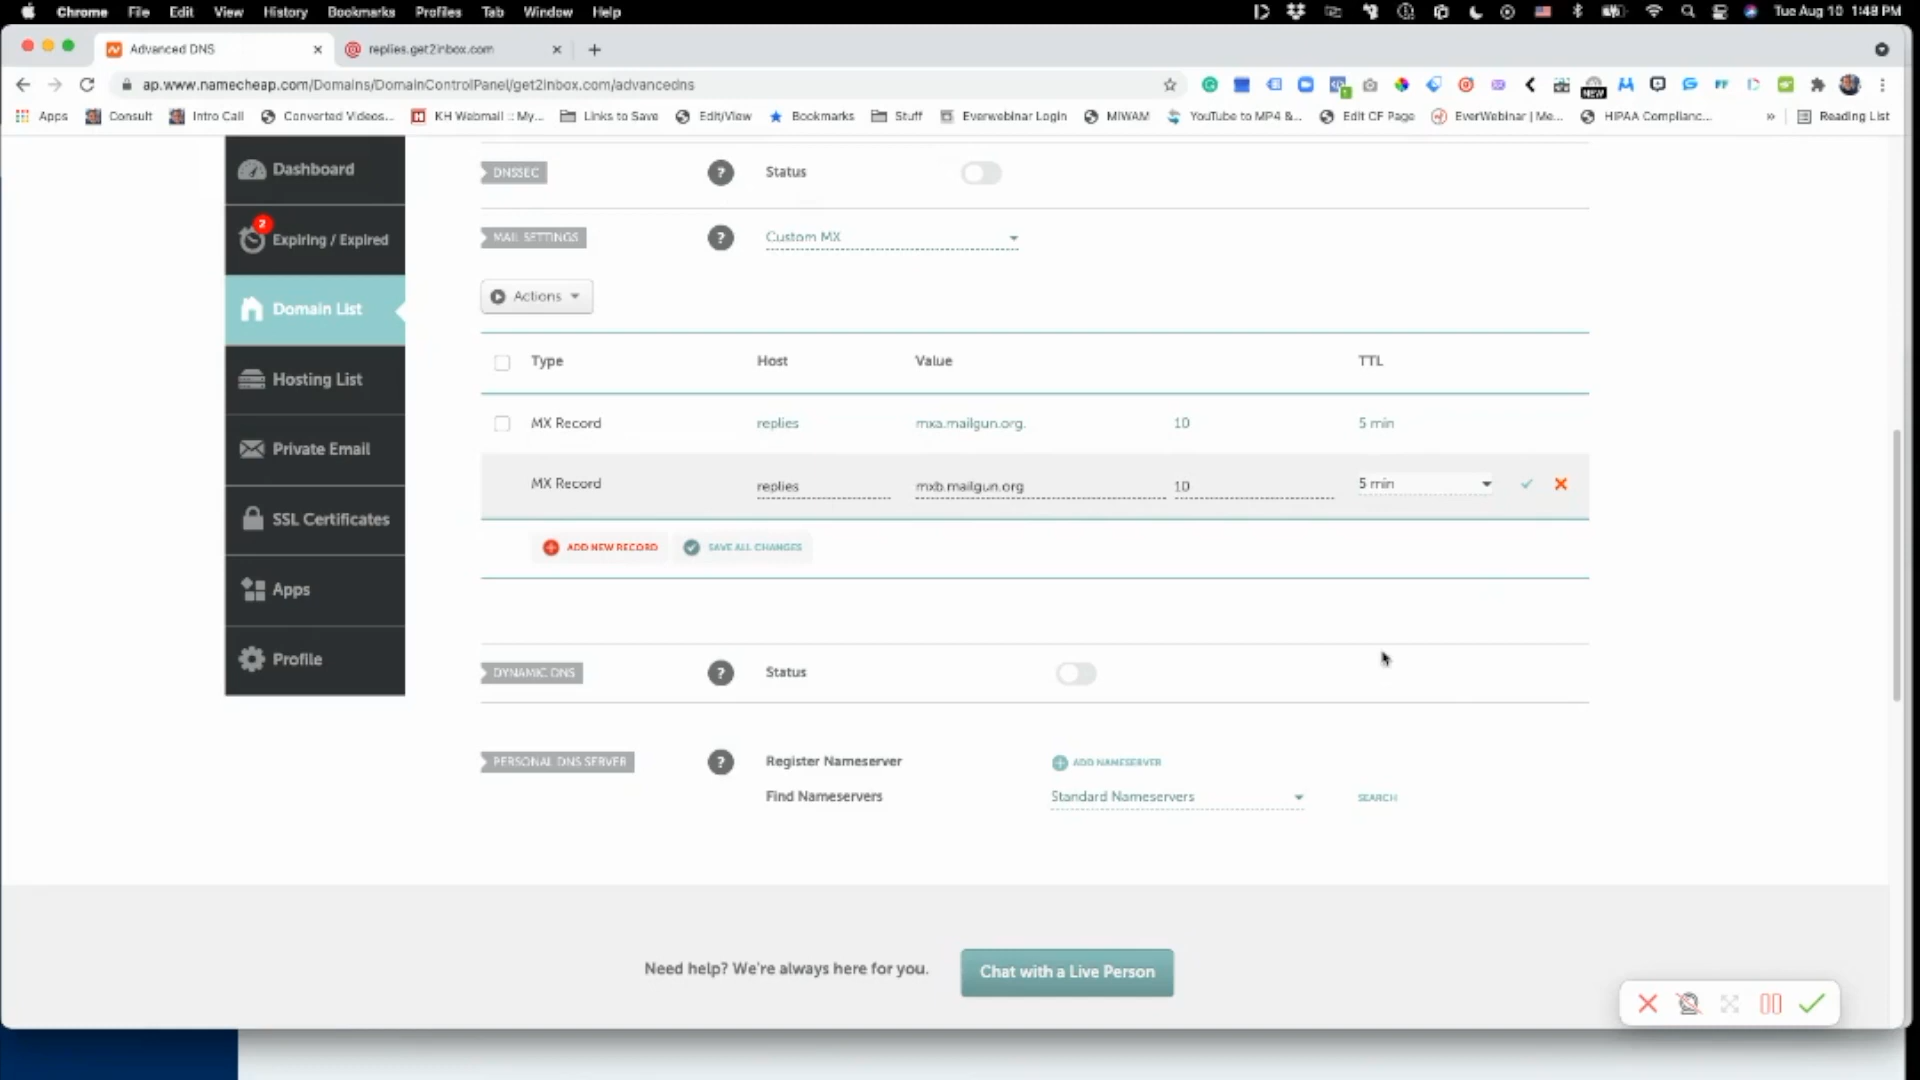 Chrome File Edit View History Bookmarks Profiles Tab Window Help Tue Aug 10 1:48 PM
Advanced DNS replies.get2inbox.com
ap.www.namecheap.com/Domains/DomainControlPanel/get2inbox.com/advancedns
NEW
Apps Consult Intro Call Converted Videos... KH Webmail :: My... Links to Save Edit/View Bookmarks Stuff Everwebinar Login MIWAM YouTube to MP4 &... Edit CF Page EverWebinar | Me... HIPAA Complianc... » Reading List
Dashboard
2
Expiring / Expired
Domain List
Hosting List
Private Email
SSL Certificates
Apps
Profile
DNSSEC ? Status
MAIL SETTINGS ? Custom MX
Actions
Type Host Value TTL
MX Record replies mxa.mailgun.org. 10 5 min
MX Record replies mxb.mailgun.org 10 5 min
ADD NEW RECORD SAVE ALL CHANGES
DYNAMIC DNS ? Status
PERSONAL DNS SERVER ? Register Nameserver ADD NAMESERVER
Find Nameservers Standard Nameservers SEARCH
Need help? We're always here for you. Chat with a Live Person